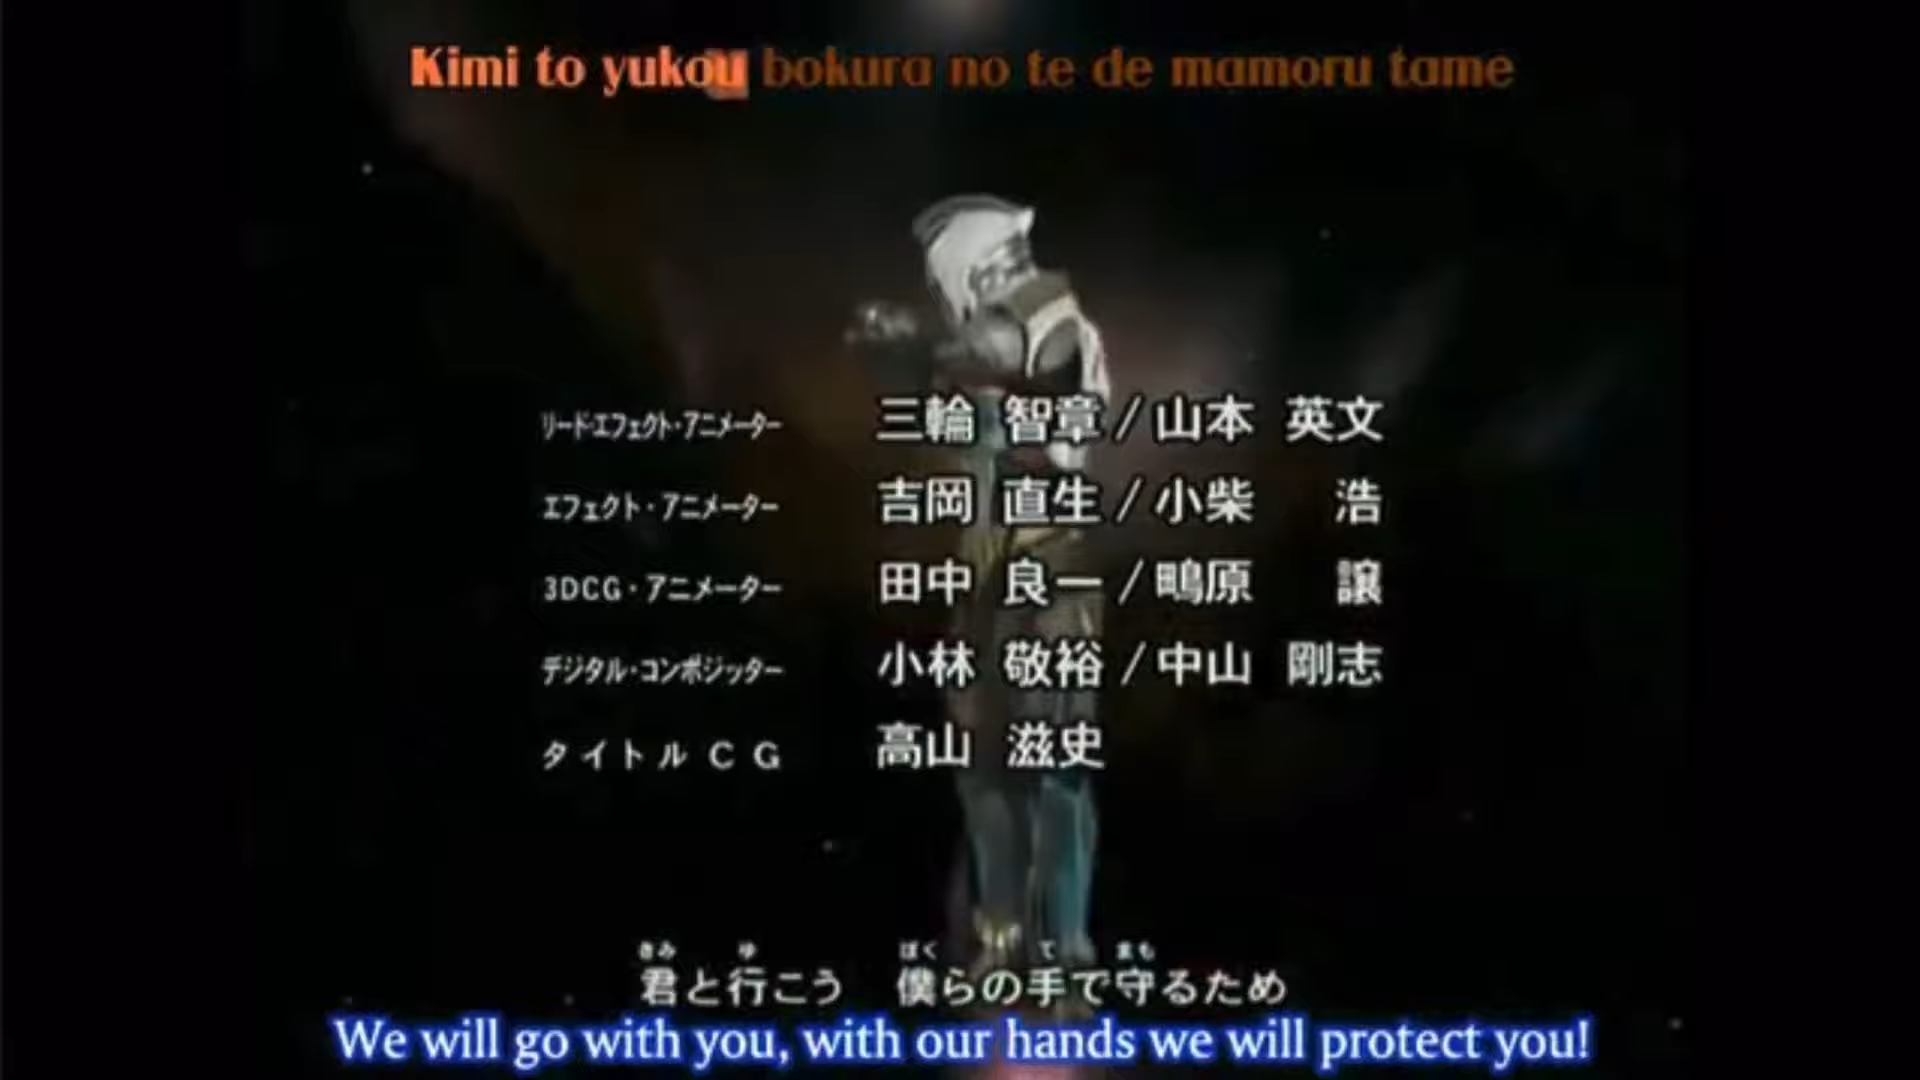 Kimi to yukou bokura no te de mamoru tame
リード・エフェクト・アニメーター 三輪 智章/山本 英文
エフェクト・アニメーター 吉岡 直生/小柴 浩
3DCG・アニメーター 田中 良一/鴫原 譲
デジタル・コンポジッター 小林 敬裕/中山 剛志
タイトルCG 高山 滋史
きみ ゆ ぼく て まも
君と行こう 僕らの手で守るため
We will go with you, with our hands we will protect you!